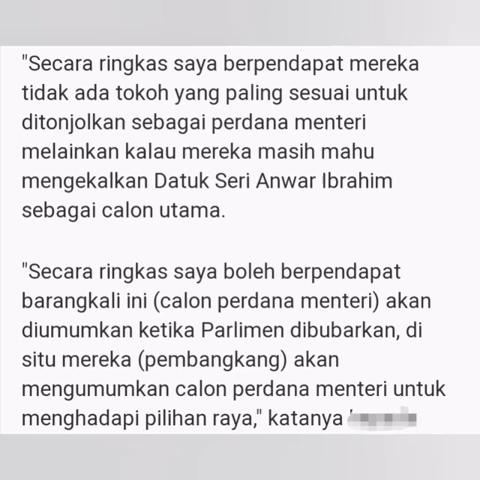 "Secara ringkas saya berpendapat mereka
tidak ada tokoh yang paling sesuai untuk
ditonjolkan sebagai perdana menteri
melainkan kalau mereka masih mahu
mengekalkan Datuk Seri Anwar Ibrahim
sebagai calon utama.
"Secara ringkas saya boleh berpendapat
barangkali ini (calon perdana menteri) akan
diumumkan ketika Parlimen dibubarkan, di
situ mereka (pembangkang) akan
mengumumkan calon perdana menteri untuk
menghadapi pilihan raya," katanya